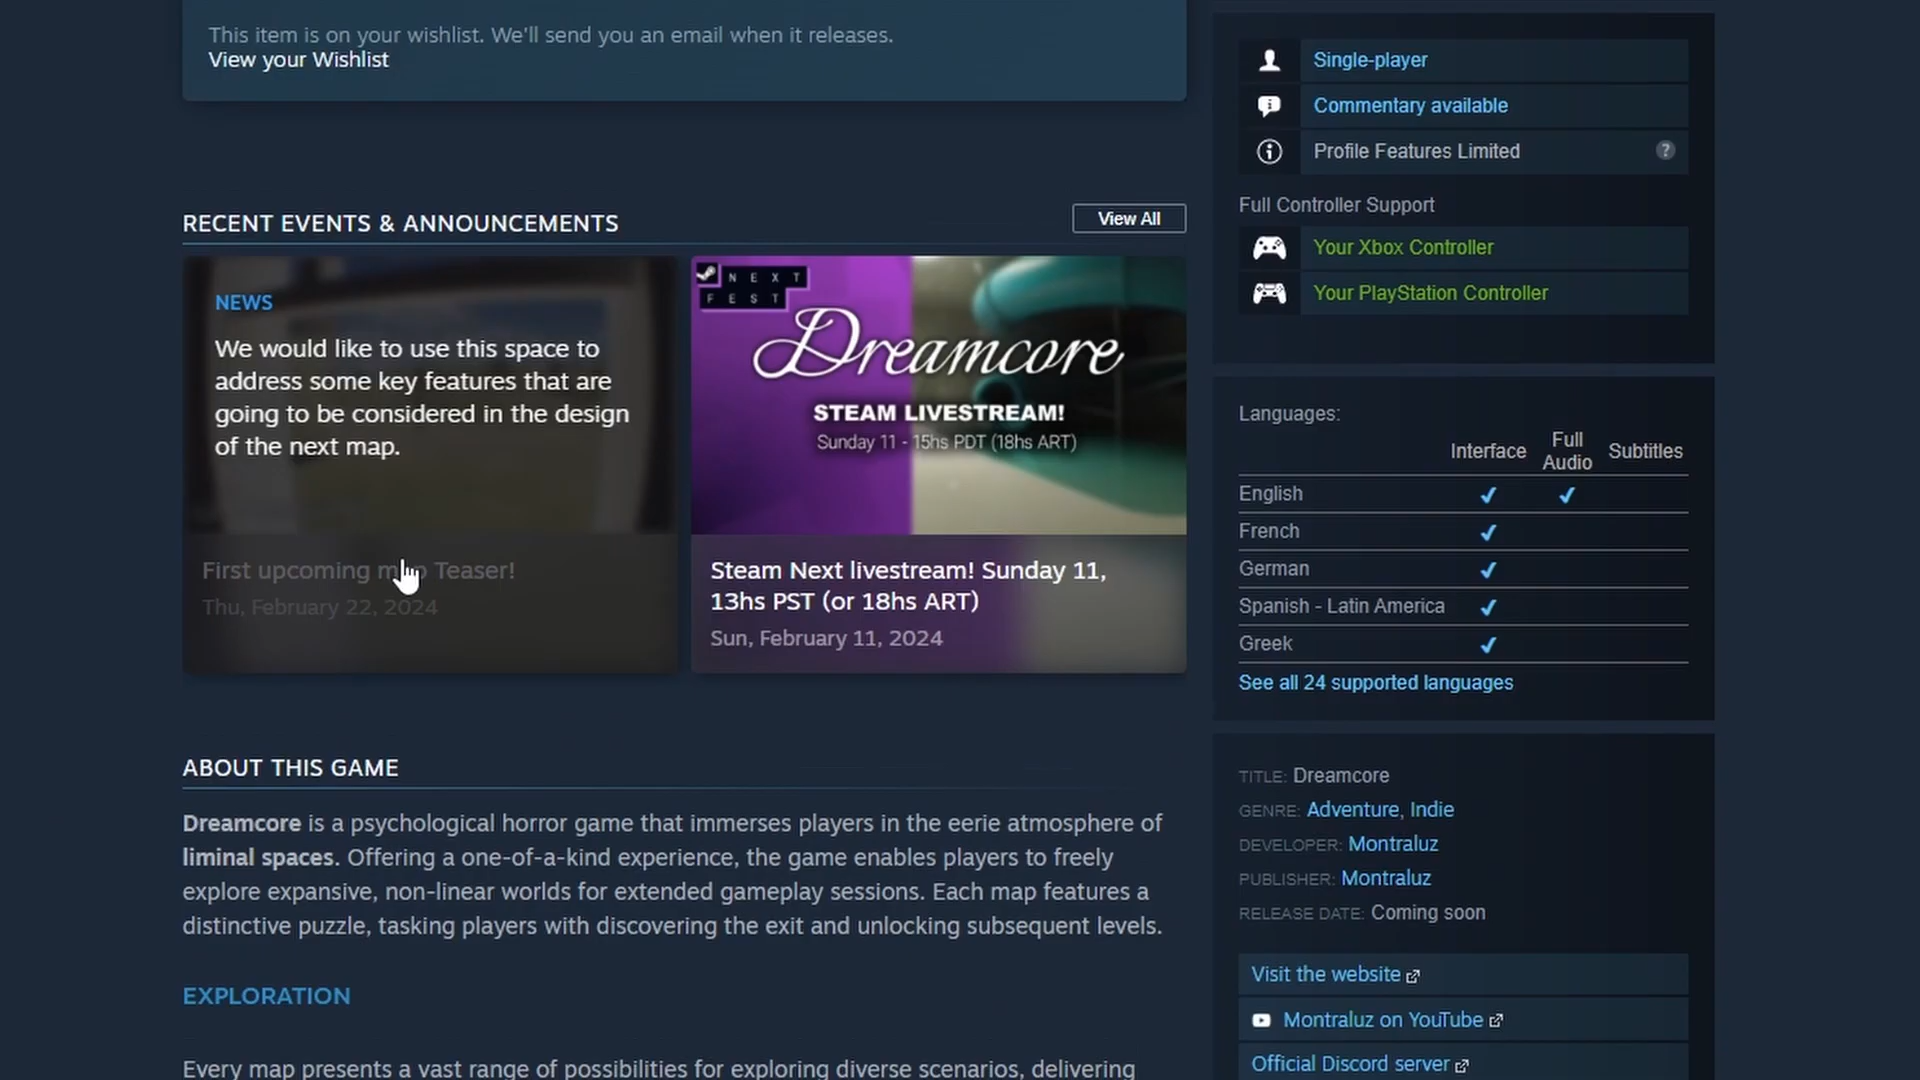 This item is on your wishlist. We'll send you an email when it releases.
View your Wishlist
RECENT EVENTS & ANNOUNCEMENTS
View All
NEWS
We would like to use this space to
address some key features that are
going to be considered in the design
of the next map.
First upcoming map Teaser!
Thu, February 22, 2024
NEXT
FEST
Dreamcore
STEAM LIVESTREAM!
Sunday 11 - 15hs PDT (18hs ART)
Steam Next livestream! Sunday 11,
13hs PST (or 18hs ART)
Sun, February 11, 2024
ABOUT THIS GAME
Dreamcore is a psychological horror game that immerses players in the eerie atmosphere of
liminal spaces. Offering a one-of-a-kind experience, the game enables players to freely
explore expansive, non-linear worlds for extended gameplay sessions. Each map features a
distinctive puzzle, tasking players with discovering the exit and unlocking subsequent levels.
EXPLORATION
Every map presents a vast range of possibilities for exploring diverse scenarios, delivering
Single-player
Commentary available
Profile Features Limited
?
Full Controller Support
Your Xbox Controller
Your PlayStation Controller
Languages:
Interface Full Audio Subtitles
English ✔ ✔
French ✔
German ✔
Spanish - Latin America ✔
Greek ✔
See all 24 supported languages
TITLE: Dreamcore
GENRE: Adventure, Indie
DEVELOPER: Montraluz
PUBLISHER: Montraluz
RELEASE DATE: Coming soon
Visit the website
Montraluz on YouTube
Official Discord server